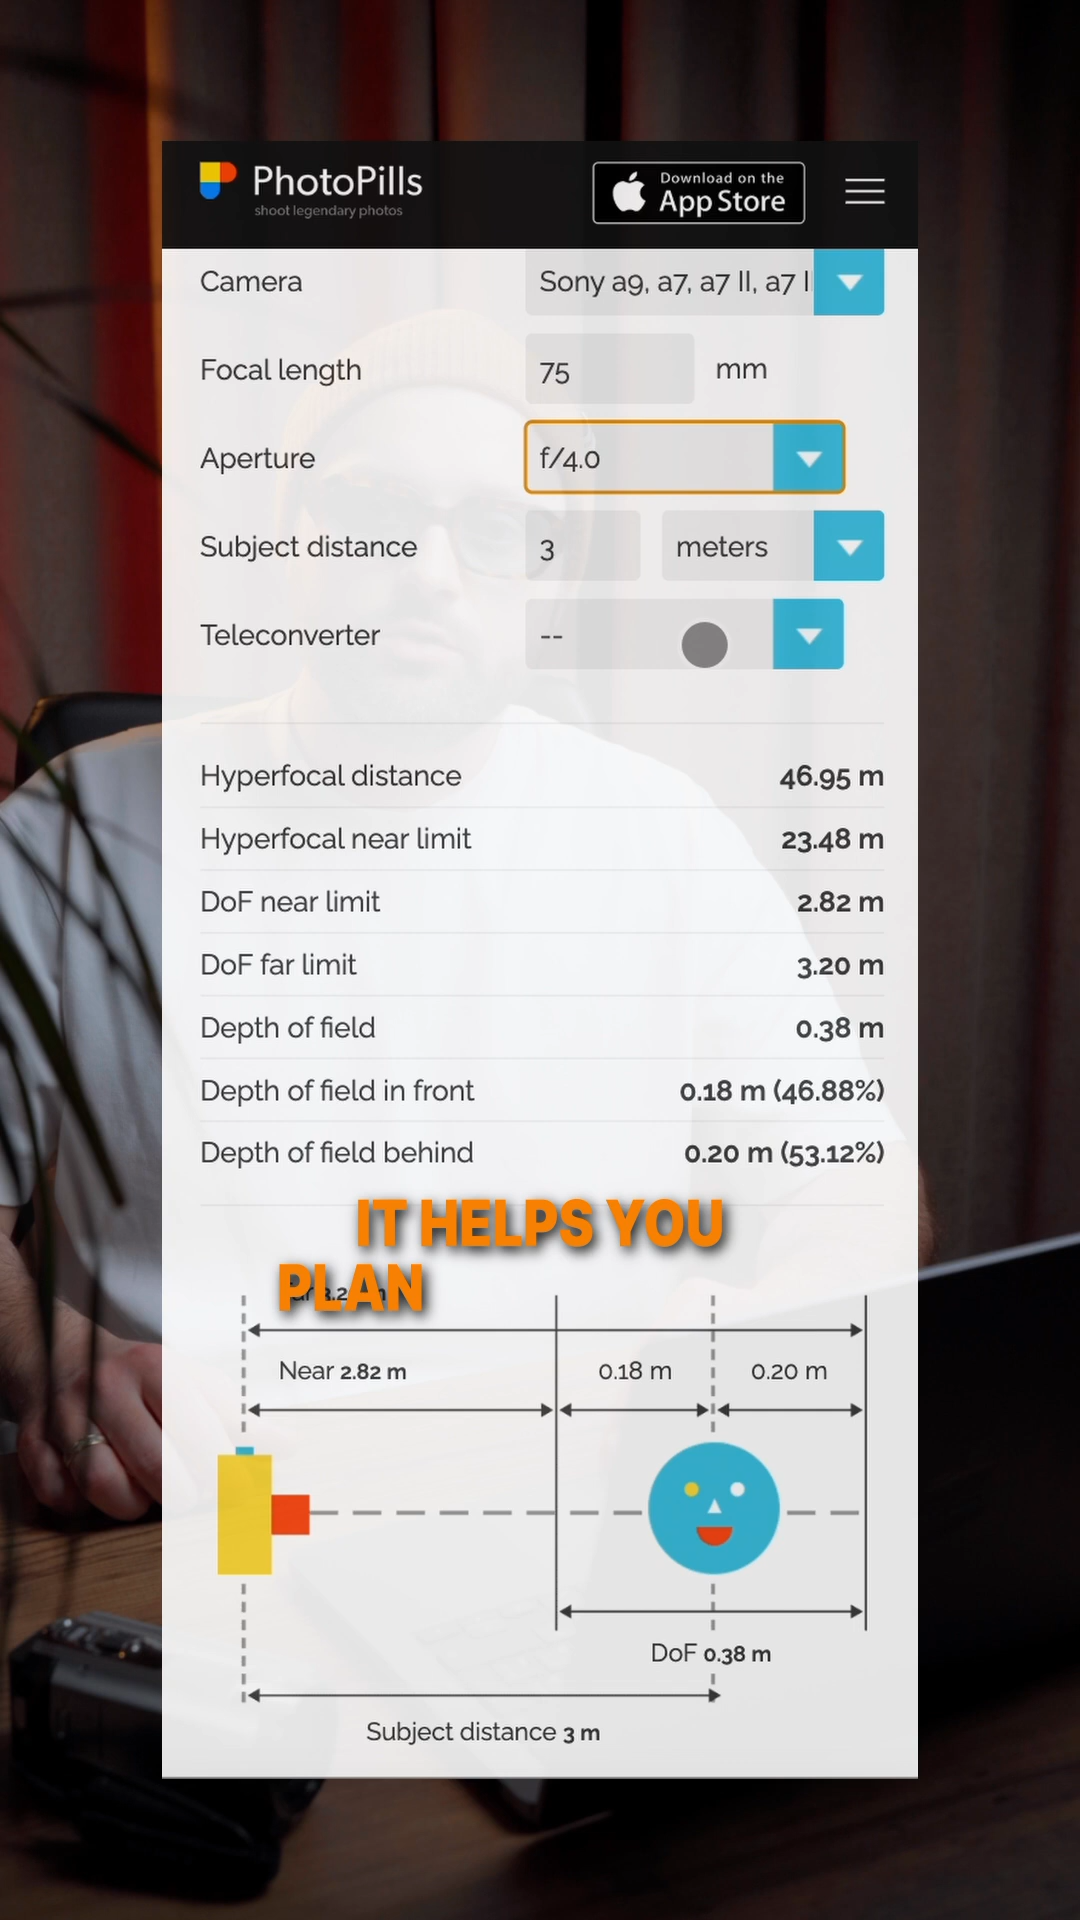 PhotoPills
shoot legendary photos
Download on the
App Store
Camera
Sony a9, a7, a7 II, a7 I
Focal length
75
mm
Aperture
f/4.0
Subject distance
3
meters
Teleconverter
--
Hyperfocal distance
46.95 m
Hyperfocal near limit
23.48 m
DoF near limit
2.82 m
DoF far limit
3.20 m
Depth of field
0.38 m
Depth of field in front
0.18 m (46.88%)
Depth of field behind
0.20 m (53.12%)
IT HELPS YOU
PLAN
Near 2.82 m
0.18 m
0.20 m
DoF 0.38 m
Subject distance 3 m